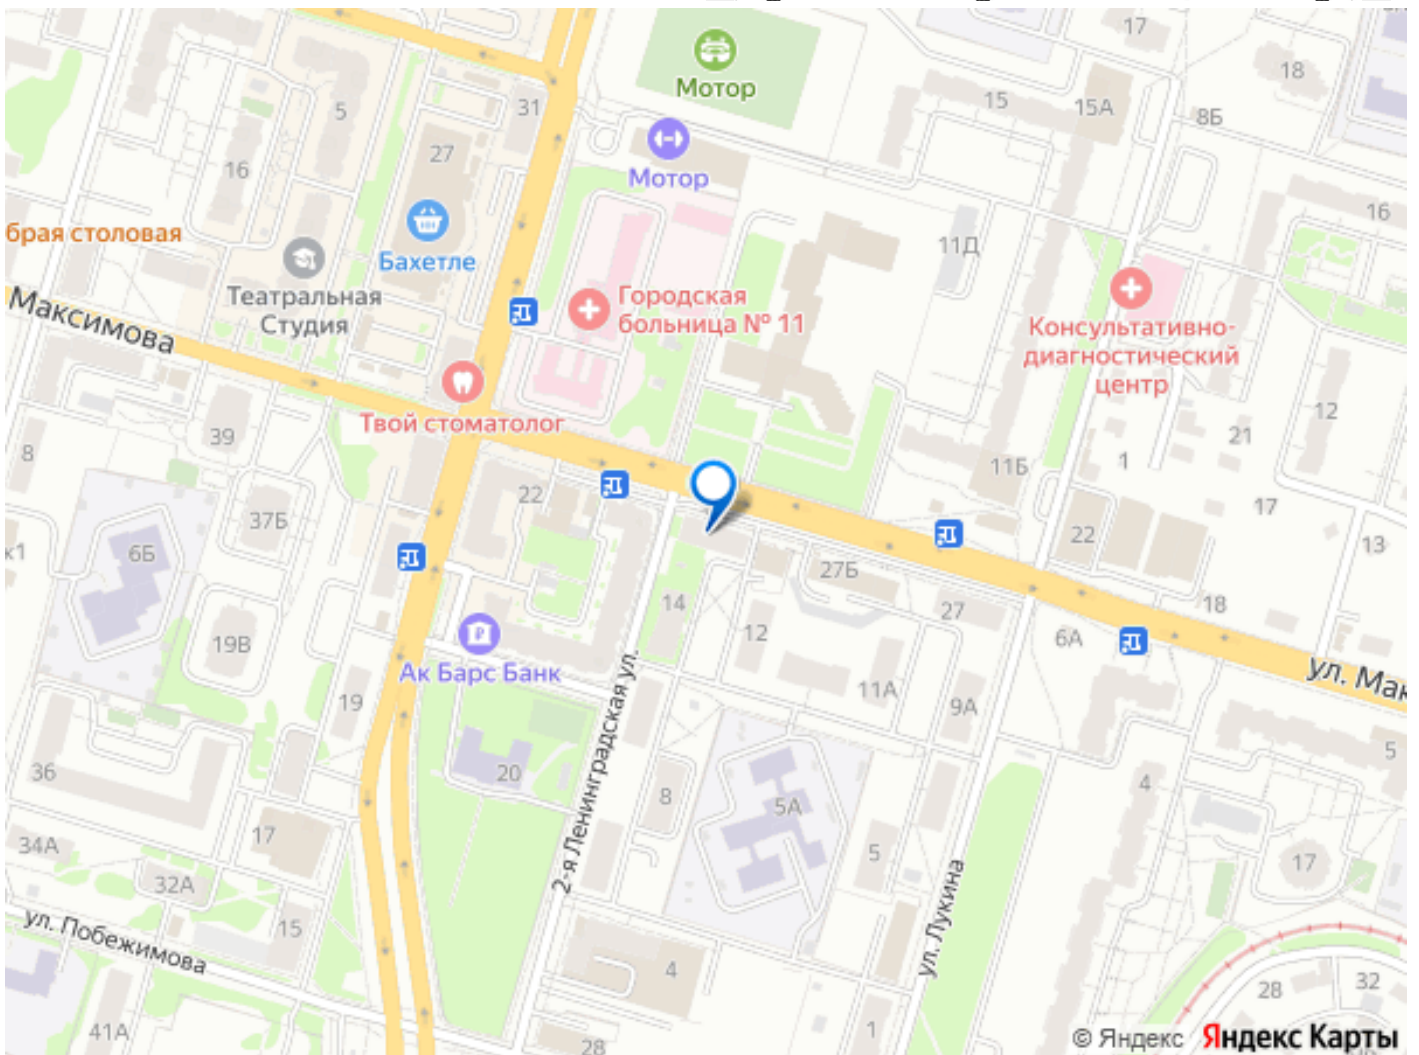 17
18
Мотор
15
15А
8Б
31
5
27
16
Мотор
16
брая столовая
Бахетле
11Д
Театральная
Студия
Городская
больница № 11
Консультативно-
диагностический
центр
Максимова
Твой стоматолог
39
8
12
21
1
11Б
22
37Б
17
6Б
13
22
27Б
14
18
27
12
6А
19В
Ак Барс Банк
ул. Мак
11А
19
9А
5
2-я Ленинградская ул.
36
20
8
4
5А
17
34А
5
17
32А
ул. Лукина
15
ул. Побежимова
4
32
28
41А
1
28
© Яндекс Яндекс Карты